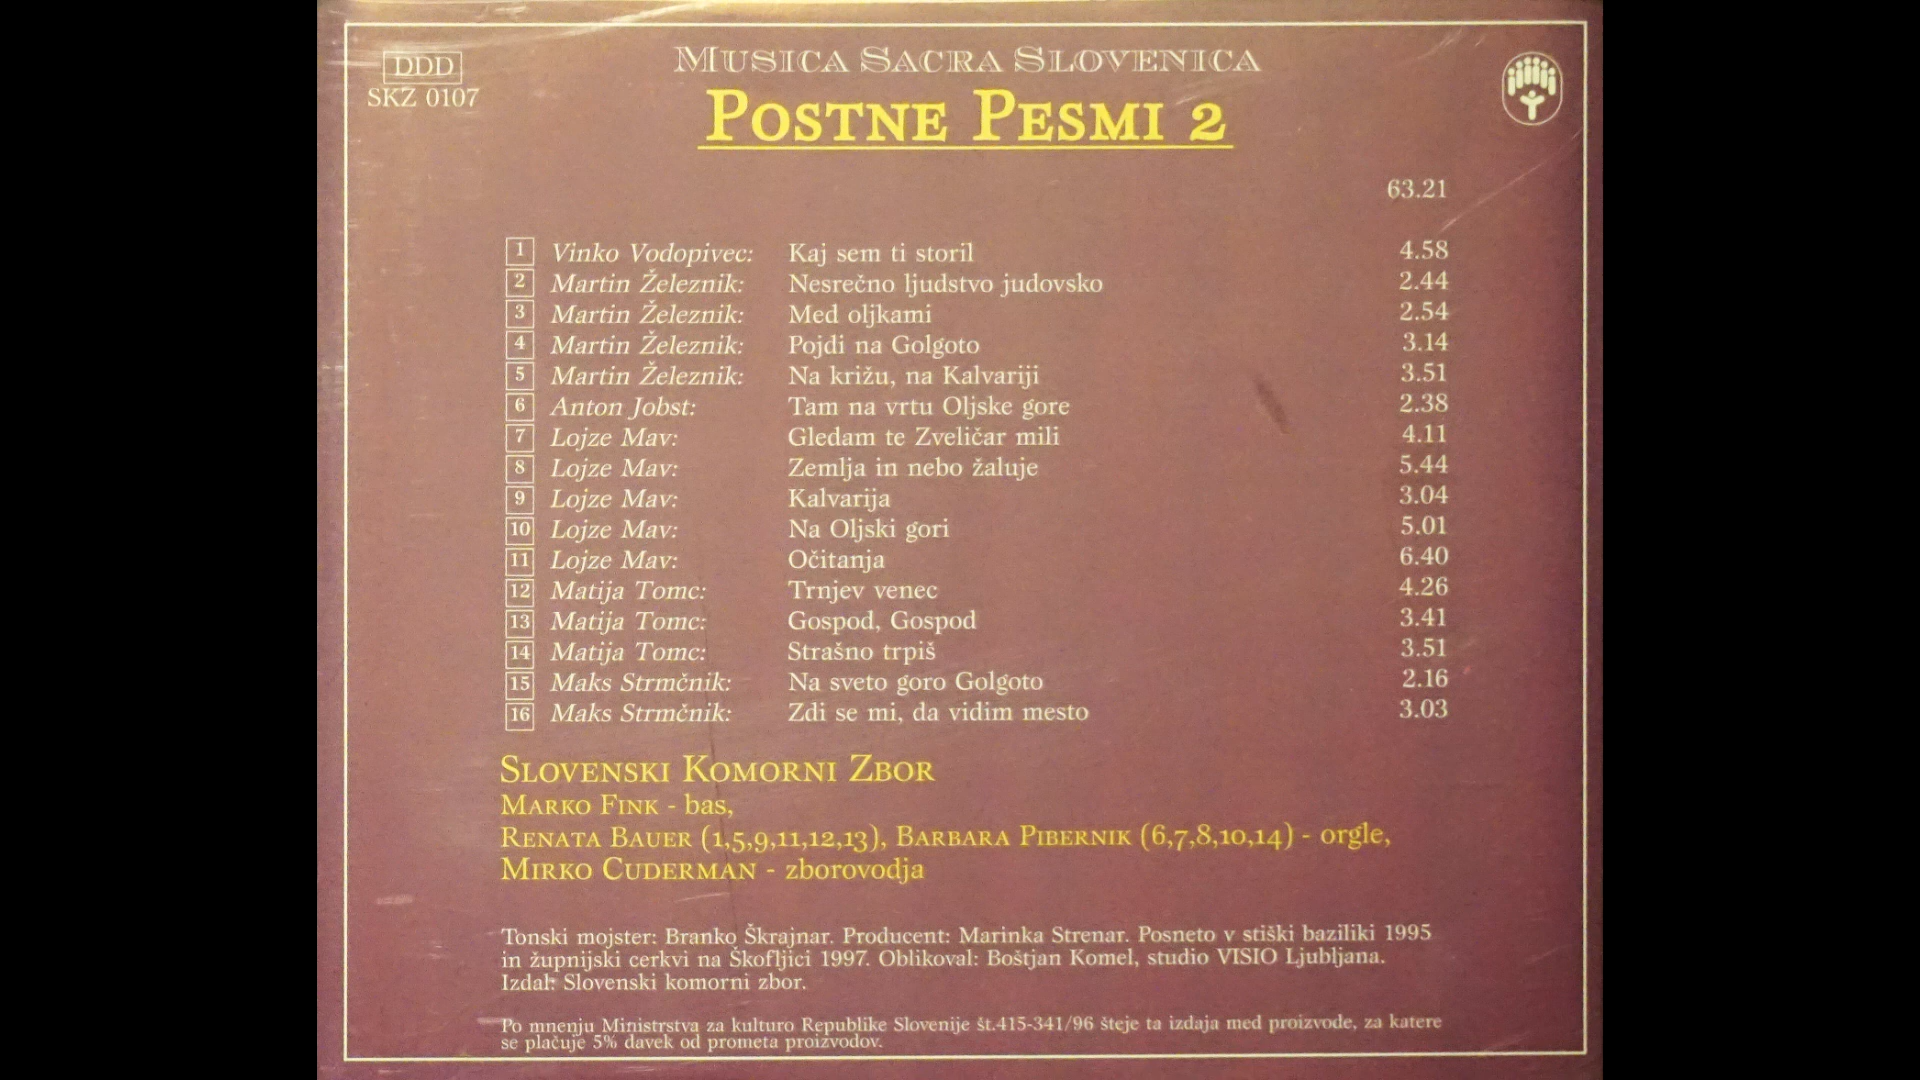 DDD
SKZ 0107
MUSICA SACRA SLOVENICA
POSTNE PESMI 2
63.21
1 Vinko Vodopivec: Kaj sem ti storil 4.58
2 Martin Železnik: Nesrečno ljudstvo judovsko 2.44
3 Martin Železnik: Med oljkami 2.54
4 Martin Železnik: Pojdi na Golgoto 3.14
5 Martin Železnik: Na križu, na Kalvariji 3.51
6 Anton Jobst: Tam na vrtu Oljske gore 2.38
7 Lojze Mav: Gledam te Zveličar mili 4.11
8 Lojze Mav: Zemlja in nebo žaluje 5.44
9 Lojze Mav: Kalvarija 3.04
10 Lojze Mav: Na Oljski gori 5.01
11 Lojze Mav: Očitanja 6.40
12 Matija Tomc: Trnjev venec 4.26
13 Matija Tomc: Gospod, Gospod 3.41
14 Matija Tomc: Strašno trpiš 3.51
15 Maks Strmčnik: Na sveto goro Golgoto 2.16
16 Maks Strmčnik: Zdi se mi, da vidim mesto 3.03
SLOVENSKI KOMORNI ZBOR
MARKO FINK - bas,
RENATA BAUER (1,5,9,11,12,13), BARBARA PIBERNIK (6,7,8,10,14) - orgle,
MIRKO CUDERMAN - zborovodja
Tonski mojster: Branko Škrajnar. Producent: Marinka Strenar. Posneto v stiški baziliki 1995
in župnijski cerkvi na Škofljici 1997. Oblikoval: Boštjan Komel, studio VISIO Ljubljana.
Izdal: Slovenski komorni zbor.
Po mnenju Ministrstva za kulturo Republike Slovenije št.415-341/96 šteje ta izdaja med proizvode, za katere
se plačuje 5% davek od prometa proizvodov.